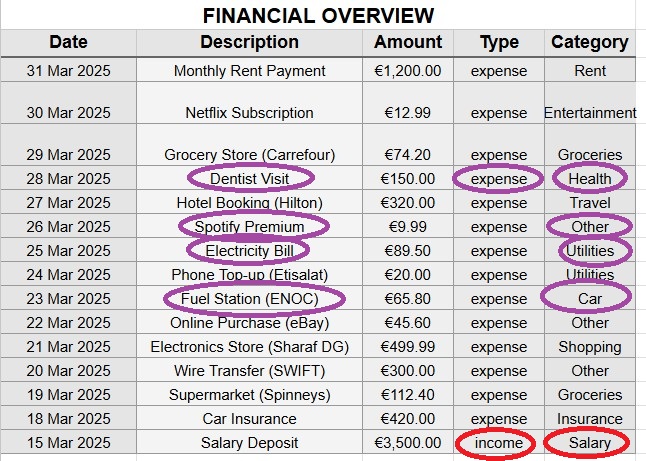 FINANCIAL OVERVIEW
Date Description Amount Type Category
31 Mar 2025 Monthly Rent Payment €1,200.00 expense Rent
30 Mar 2025 Netflix Subscription €12.99 expense Entertainment
29 Mar 2025 Grocery Store (Carrefour) €74.20 expense Groceries
28 Mar 2025 Dentist Visit €150.00 expense Health
27 Mar 2025 Hotel Booking (Hilton) €320.00 expense Travel
26 Mar 2025 Spotify Premium €9.99 expense Other
25 Mar 2025 Electricity Bill €89.50 expense Utilities
24 Mar 2025 Phone Top-up (Etisalat) €20.00 expense Utilities
23 Mar 2025 Fuel Station (ENOC) €65.80 expense Car
22 Mar 2025 Online Purchase (eBay) €45.60 expense Other
21 Mar 2025 Electronics Store (Sharaf DG) €499.99 expense Shopping
20 Mar 2025 Wire Transfer (SWIFT) €300.00 expense Other
19 Mar 2025 Supermarket (Spinneys) €112.40 expense Groceries
18 Mar 2025 Car Insurance €420.00 expense Insurance
15 Mar 2025 Salary Deposit €3,500.00 income Salary